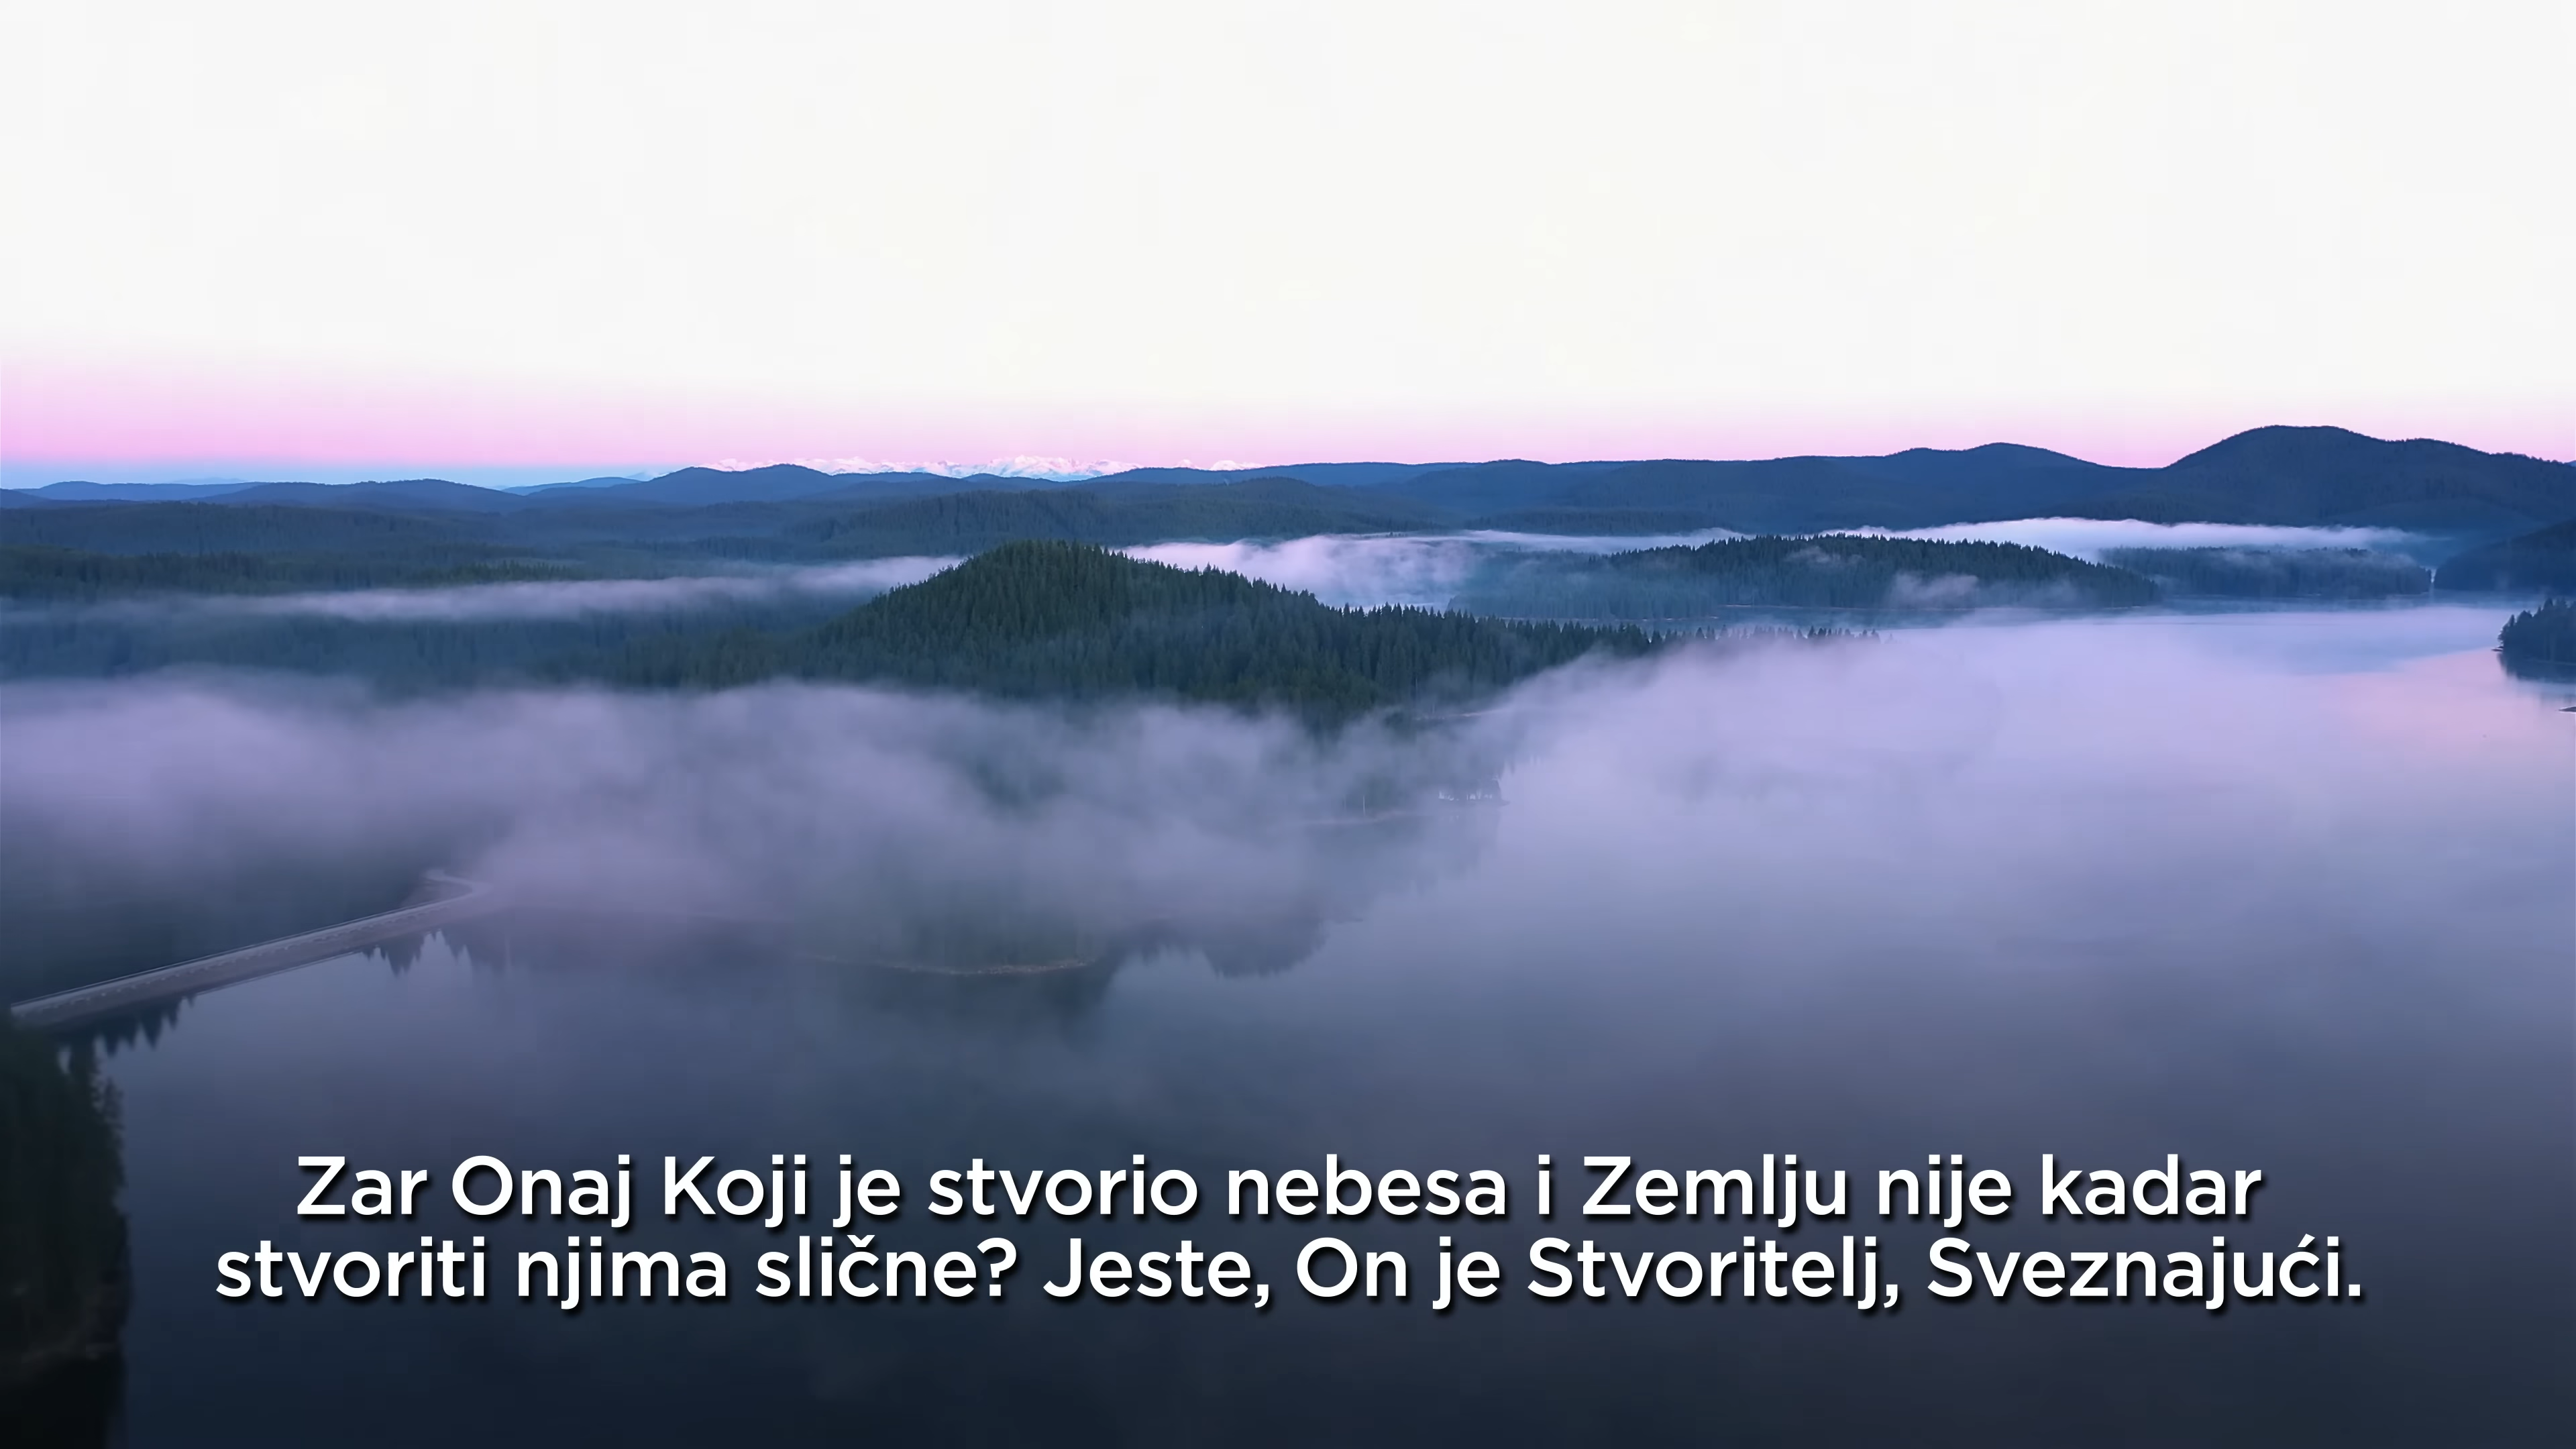 Zar Onaj Koji je stvorio nebesa i Zemlju nije kadar
stvoriti njima slične? Jeste, On je Stvoritelj, Sveznajući.